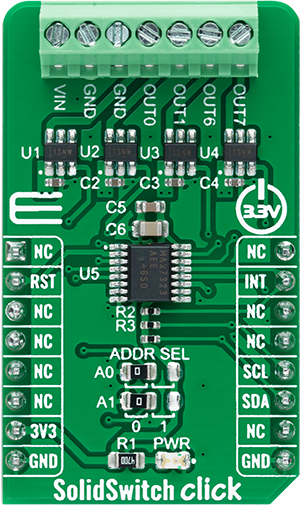 VIN GND GND OUT0 OUT1 OUT6 OUT7
U1 U2 U3 U4
C2 C3 C4
C5
C6
3.3V
U5
NC NC
RST INT
NC NC
NC SCL
NC SDA
3V3 NC
GND GND
R2
R3
ADDR SEL
A0
A1
0 1
R1 PWR
SolidSwitch click